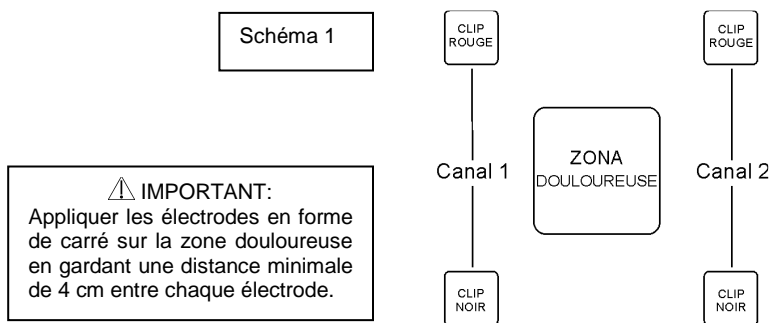 Schéma 1
CLIP
ROUGE
CLIP
ROUGE
Canal 1
ZONA
DOULOUREUSE
Canal 2
⚠ IMPORTANT:
Appliquer les électrodes en forme
de carré sur la zone douloureuse
en gardant une distance minimale
de 4 cm entre chaque électrode.
CLIP
NOIR
CLIP
NOIR